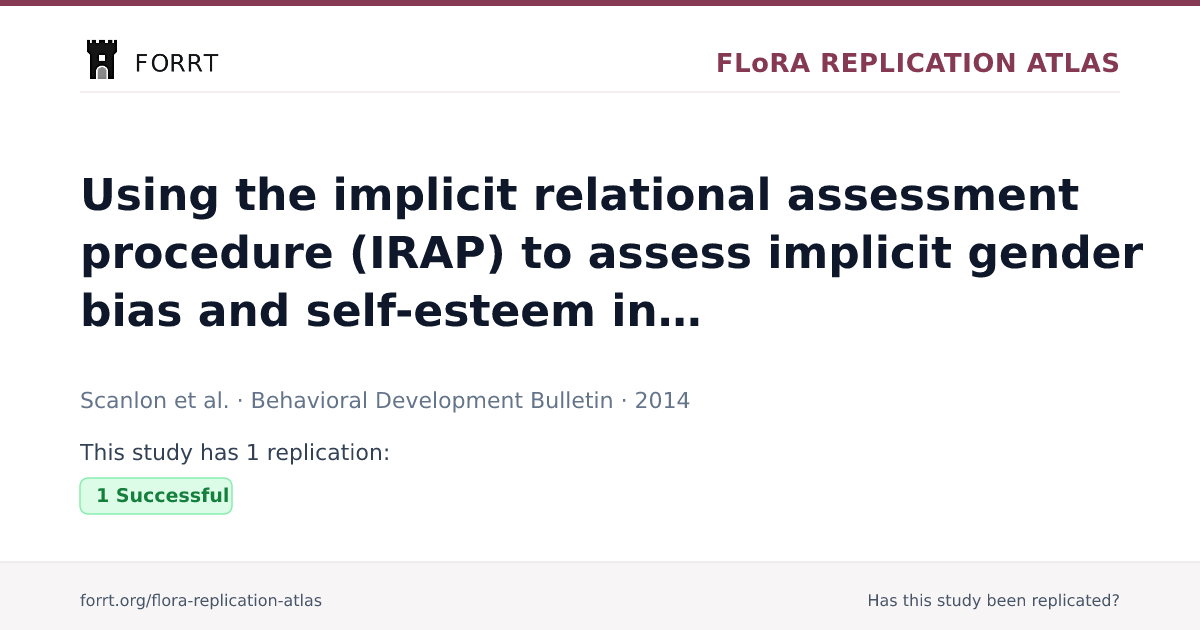 FORRT
FLoRA REPLICATION ATLAS
Using the implicit relational assessment
procedure (IRAP) to assess implicit gender
bias and self-esteem in…
Scanlon et al. · Behavioral Development Bulletin · 2014
This study has 1 replication:
1 Successful
forrt.org/flora-replication-atlas
Has this study been replicated?